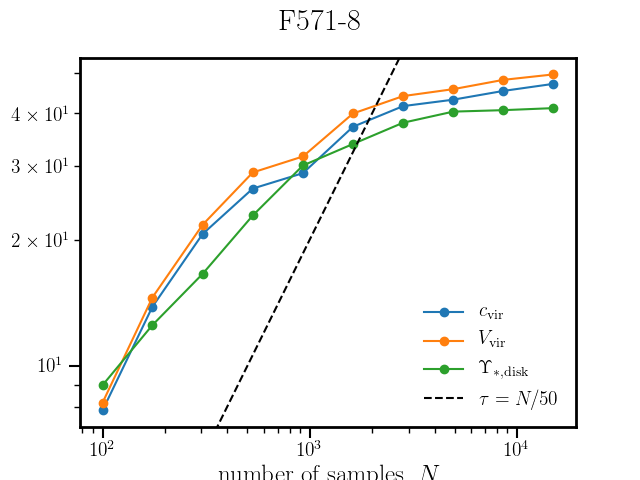 F571-8
4 × 10¹
3 × 10¹
2 × 10¹
10¹
c_vir
V_vir
Υ_*,disk
τ = N/50
10² 10³ 10⁴
number of samples, N